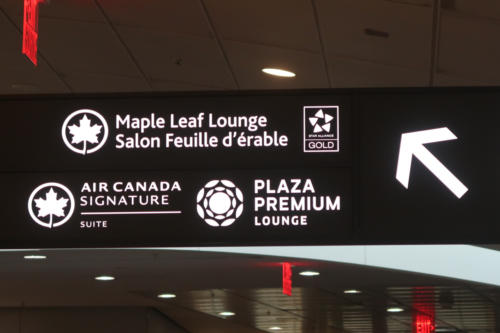 Maple Leaf Lounge
Salon Feuille d'érable
STAR ALLIANCE
GOLD
AIR CANADA
SIGNATURE
SUITE
PLAZA
PREMIUM
LOUNGE